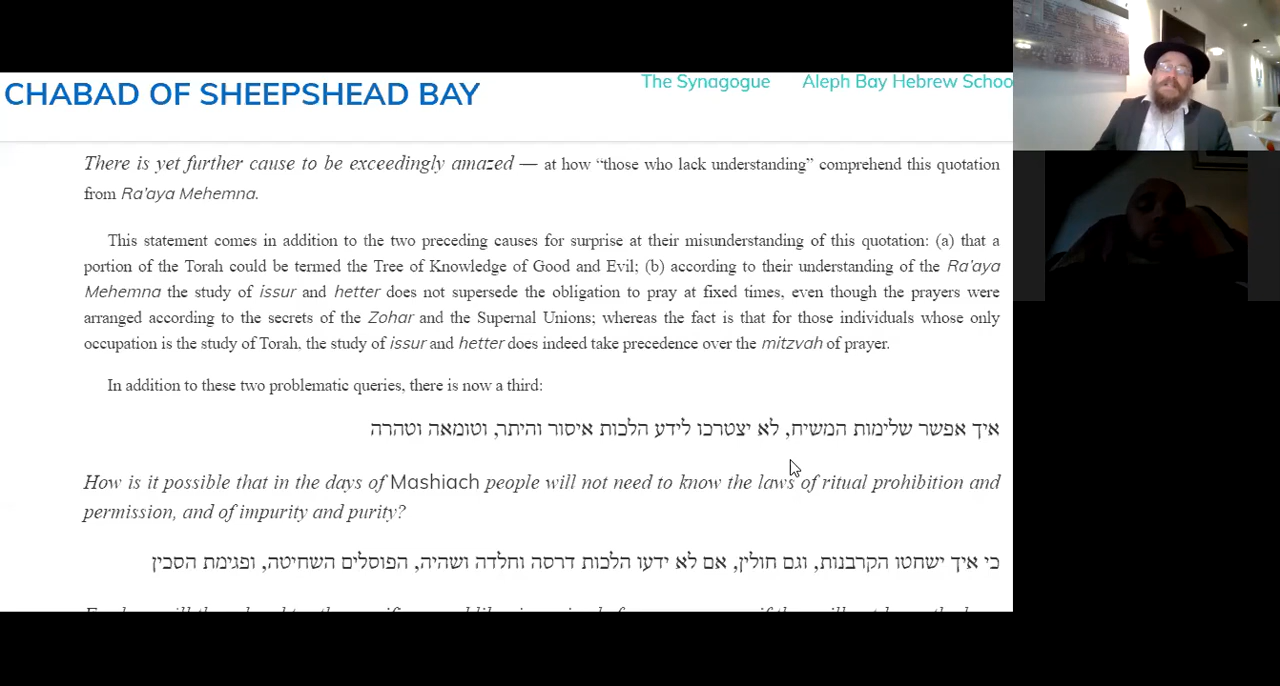 CHABAD OF SHEEPSHEAD BAY
The Synagogue Aleph Bay Hebrew Schoo
There is yet further cause to be exceedingly amazed — at how “those who lack understanding” comprehend this quotation
from Ra’aya Mehemna.
This statement comes in addition to the two preceding causes for surprise at their misunderstanding of this quotation: (a) that a
portion of the Torah could be termed the Tree of Knowledge of Good and Evil; (b) according to their understanding of the Ra’aya
Mehemna the study of issur and hetter does not supersede the obligation to pray at fixed times, even though the prayers were
arranged according to the secrets of the Zohar and the Supernal Unions; whereas the fact is that for those individuals whose only
occupation is the study of Torah, the study of issur and hetter does indeed take precedence over the mitzvah of prayer.
In addition to these two problematic queries, there is now a third:
איך אפשר שלימות המשיח, לא יצטרכו לידע הלכות איסור והיתר, וטומאה וטהרה
How is it possible that in the days of Mashiach people will not need to know the laws of ritual prohibition and
permission, and of impurity and purity?
כי איך ישחטו הקרבנות, וגם חולין, אם לא ידעו הלכות דרסה וחלדה ושהיה, הפוסלים השחיטה, ופגימת הסכין